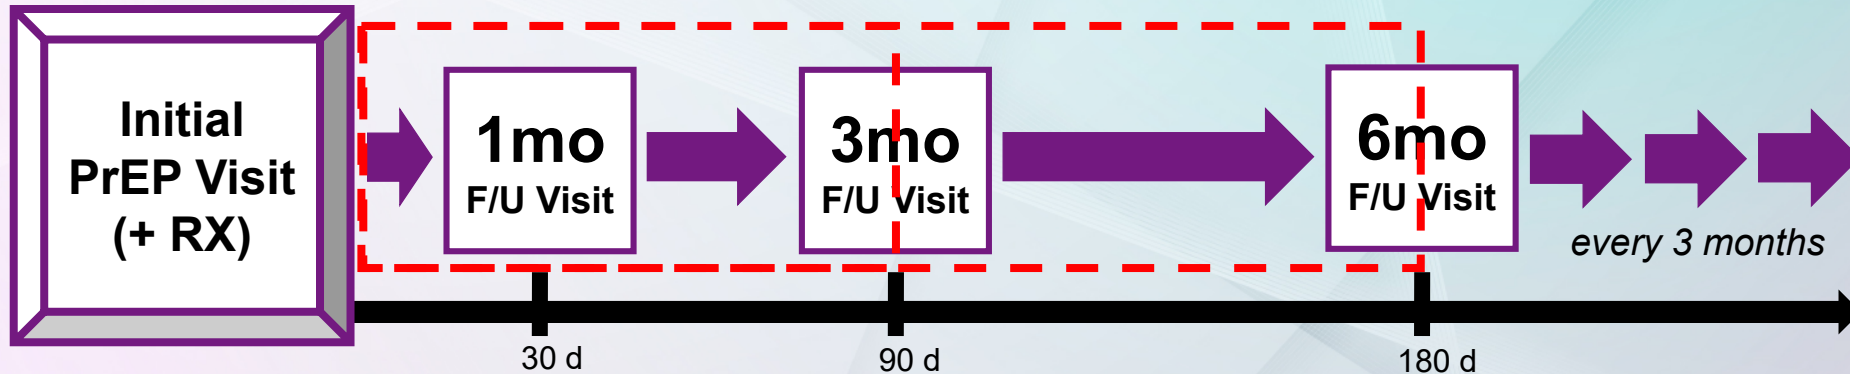 Initial
PrEP Visit
(+ RX)
1mo
F/U Visit
3mo
F/U Visit
6mo
F/U Visit
every 3 months
30 d
90 d
180 d